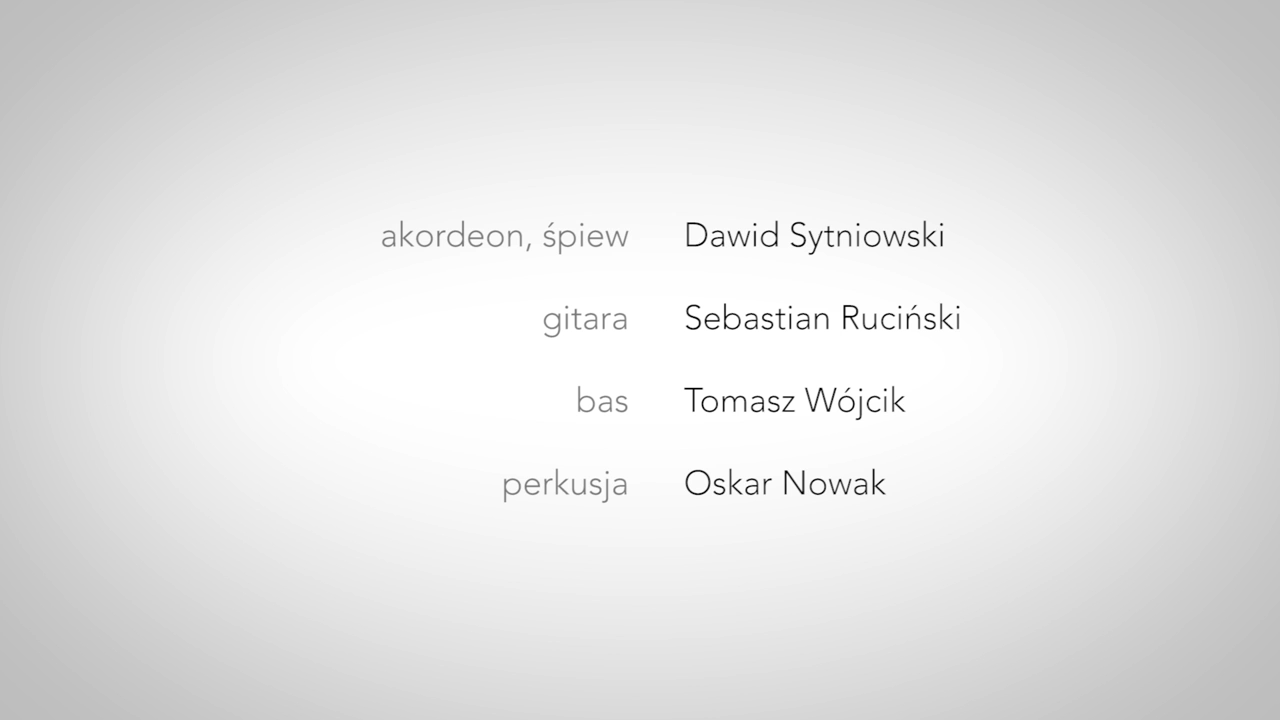 akordeon, śpiew Dawid Sytniowski
gitara Sebastian Ruciński
bas Tomasz Wójcik
perkusja Oskar Nowak